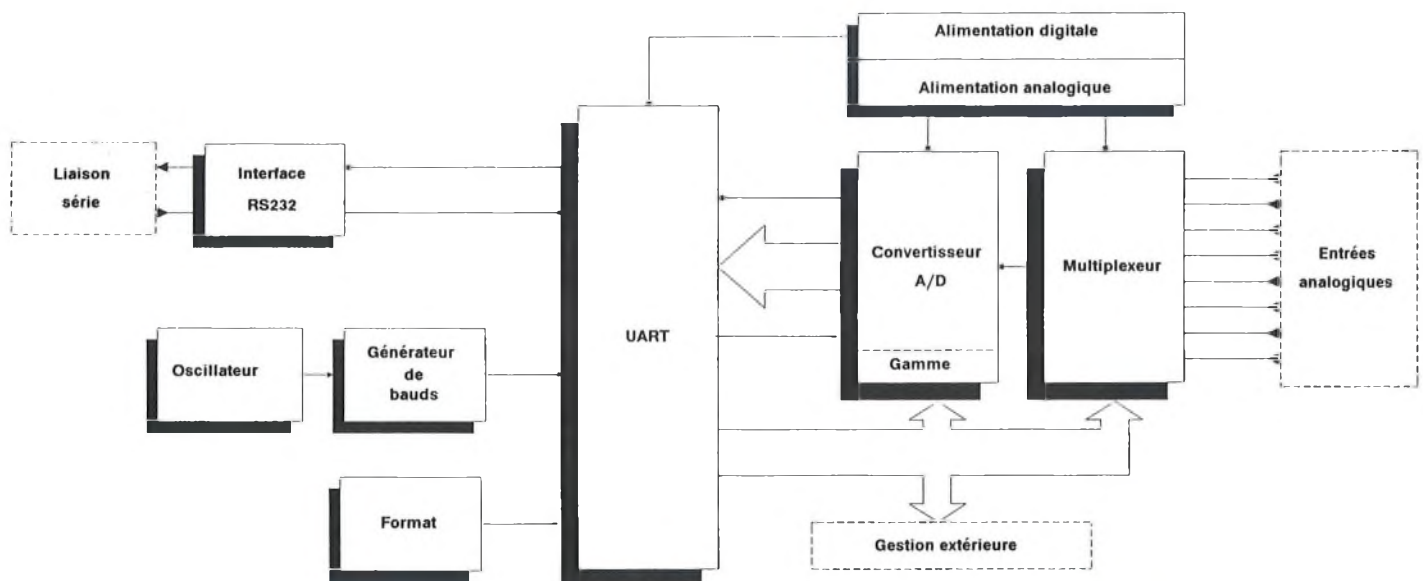 Alimentation digitale
Alimentation analogique
Liaison
série
Interface
RS232
UART
Convertisseur
A/D
Gamme
Multiplexeur
Entrées
analogiques
Oscillateur
Générateur
de
bauds
Format
Gestion extérieure